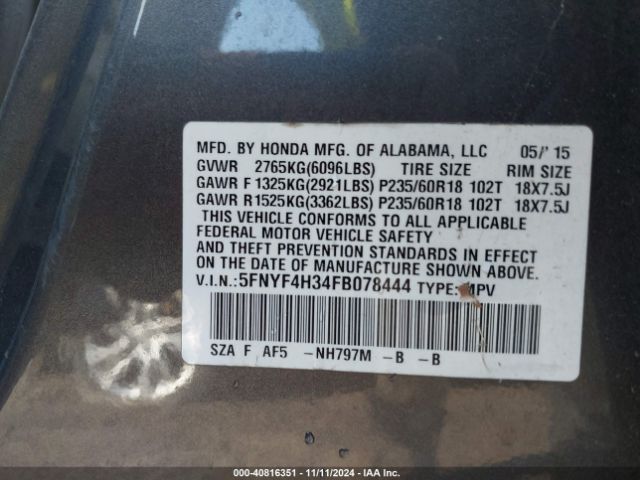 MFD. BY HONDA MFG. OF ALABAMA, LLC 05/' 15
GVWR 2765KG(6096LBS) TIRE SIZE RIM SIZE
GAWR F 1325KG(2921LBS) P235/60R18 102T 18X7.5J
GAWR R 1525KG(3362LBS) P235/60R18 102T 18X7.5J
THIS VEHICLE CONFORMS TO ALL APPLICABLE
FEDERAL MOTOR VEHICLE SAFETY
AND THEFT PREVENTION STANDARDS IN EFFECT
ON THE DATE OF MANUFACTURE SHOWN ABOVE.
V.I.N.: 5FNYF4H34FB078444 TYPE: MPV
SZA F AF5 -NH797M -B -B
000-40816351 - 11/11/2024 - IAA Inc.